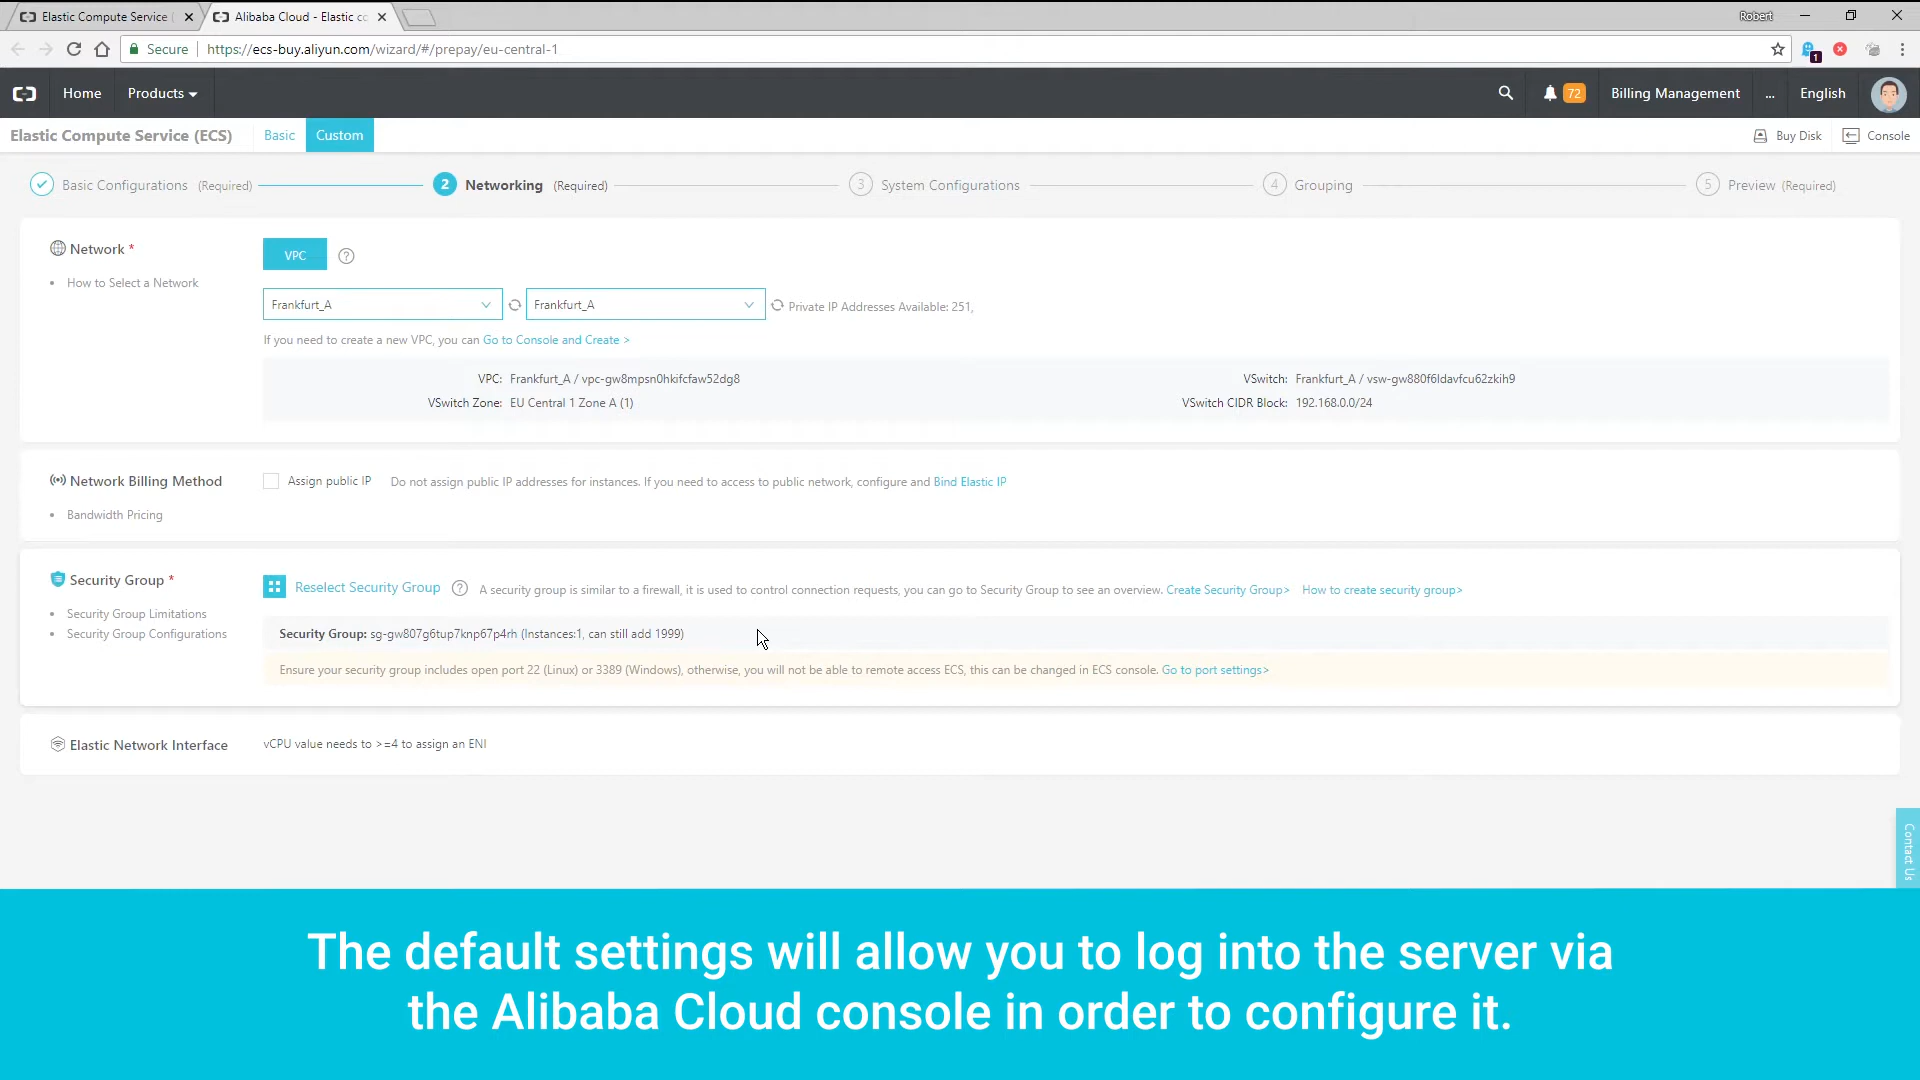 Elastic Compute Service (
Alibaba Cloud - Elastic co
Robert
Secure
https://ecs-buy.aliyun.com/wizard/#/prepay/eu-central-1
1
Home
Products
72
Billing Management
...
English
Elastic Compute Service (ECS)
Basic
Custom
Buy Disk
Console
Basic Configurations (Required)
2 Networking (Required)
3 System Configurations
4 Grouping
5 Preview (Required)
Network *
How to Select a Network
VPC
?
Frankfurt_A
Frankfurt_A
Private IP Addresses Available: 251,
If you need to create a new VPC, you can Go to Console and Create >
VPC: Frankfurt_A / vpc-gw8mpsn0hkifcfaw52dg8
VSwitch: Frankfurt_A / vsw-gw880f6ldavfcu62zkih9
VSwitch Zone: EU Central 1 Zone A (1)
VSwitch CIDR Block: 192.168.0.0/24
Network Billing Method
Bandwidth Pricing
Assign public IP
Do not assign public IP addresses for instances. If you need to access to public network, configure and Bind Elastic IP
Security Group *
Security Group Limitations
Security Group Configurations
Reselect Security Group
?
A security group is similar to a firewall, it is used to control connection requests, you can go to Security Group to see an overview. Create Security Group> How to create security group>
Security Group: sg-gw807g6tup7knp67p4rh (Instances:1, can still add 1999)
Ensure your security group includes open port 22 (Linux) or 3389 (Windows), otherwise, you will not be able to remote access ECS, this can be changed in ECS console. Go to port settings>
Elastic Network Interface
vCPU value needs to >=4 to assign an ENI
Contact Us
The default settings will allow you to log into the server via
the Alibaba Cloud console in order to configure it.